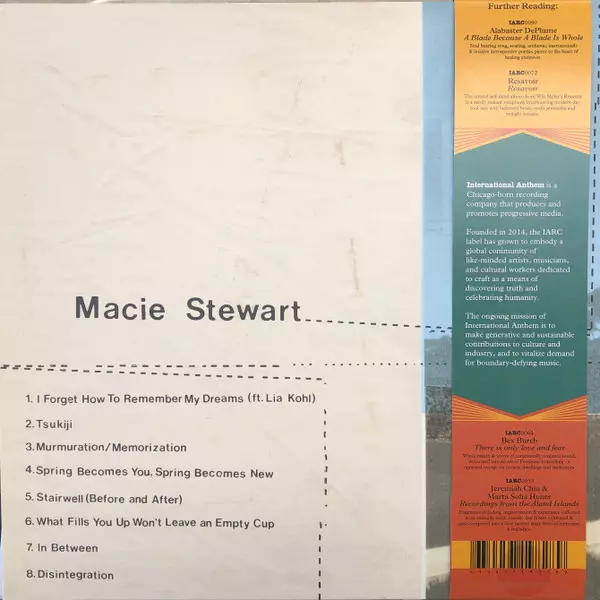 Macie Stewart
1. I Forget How To Remember My Dreams (ft. Lia Kohl)
2. Tsukiji
3. Murmuration/Memorization
4. Spring Becomes You, Spring Becomes New
5. Stairwell (Before and After)
6. What Fills You Up Won't Leave an Empty Cup
7. In Between
8. Disintegration
Further Reading:
IARC0090
Alabaster DePlume
A Blade Because A Blade Is Whole
IARC0072
Resavoir
Resavoir
International Anthem is a
Chicago-born recording
company that produces and
promotes progressive media.
Founded in 2014, the IARC
label has grown to embody a
global community of
like-minded artists, musicians,
and cultural workers dedicated
to craft as a means of
discovering truth and
celebrating humanity.
The ongoing mission of
International Anthem is to
make generative and sustainable
contributions to culture and
industry, and to vitalize demand
for boundary-defying music.
Bex Burch
There is only love and fear
Jeremiah Chiu &
Marta Sofia Honer
Recordings from the Åland Islands